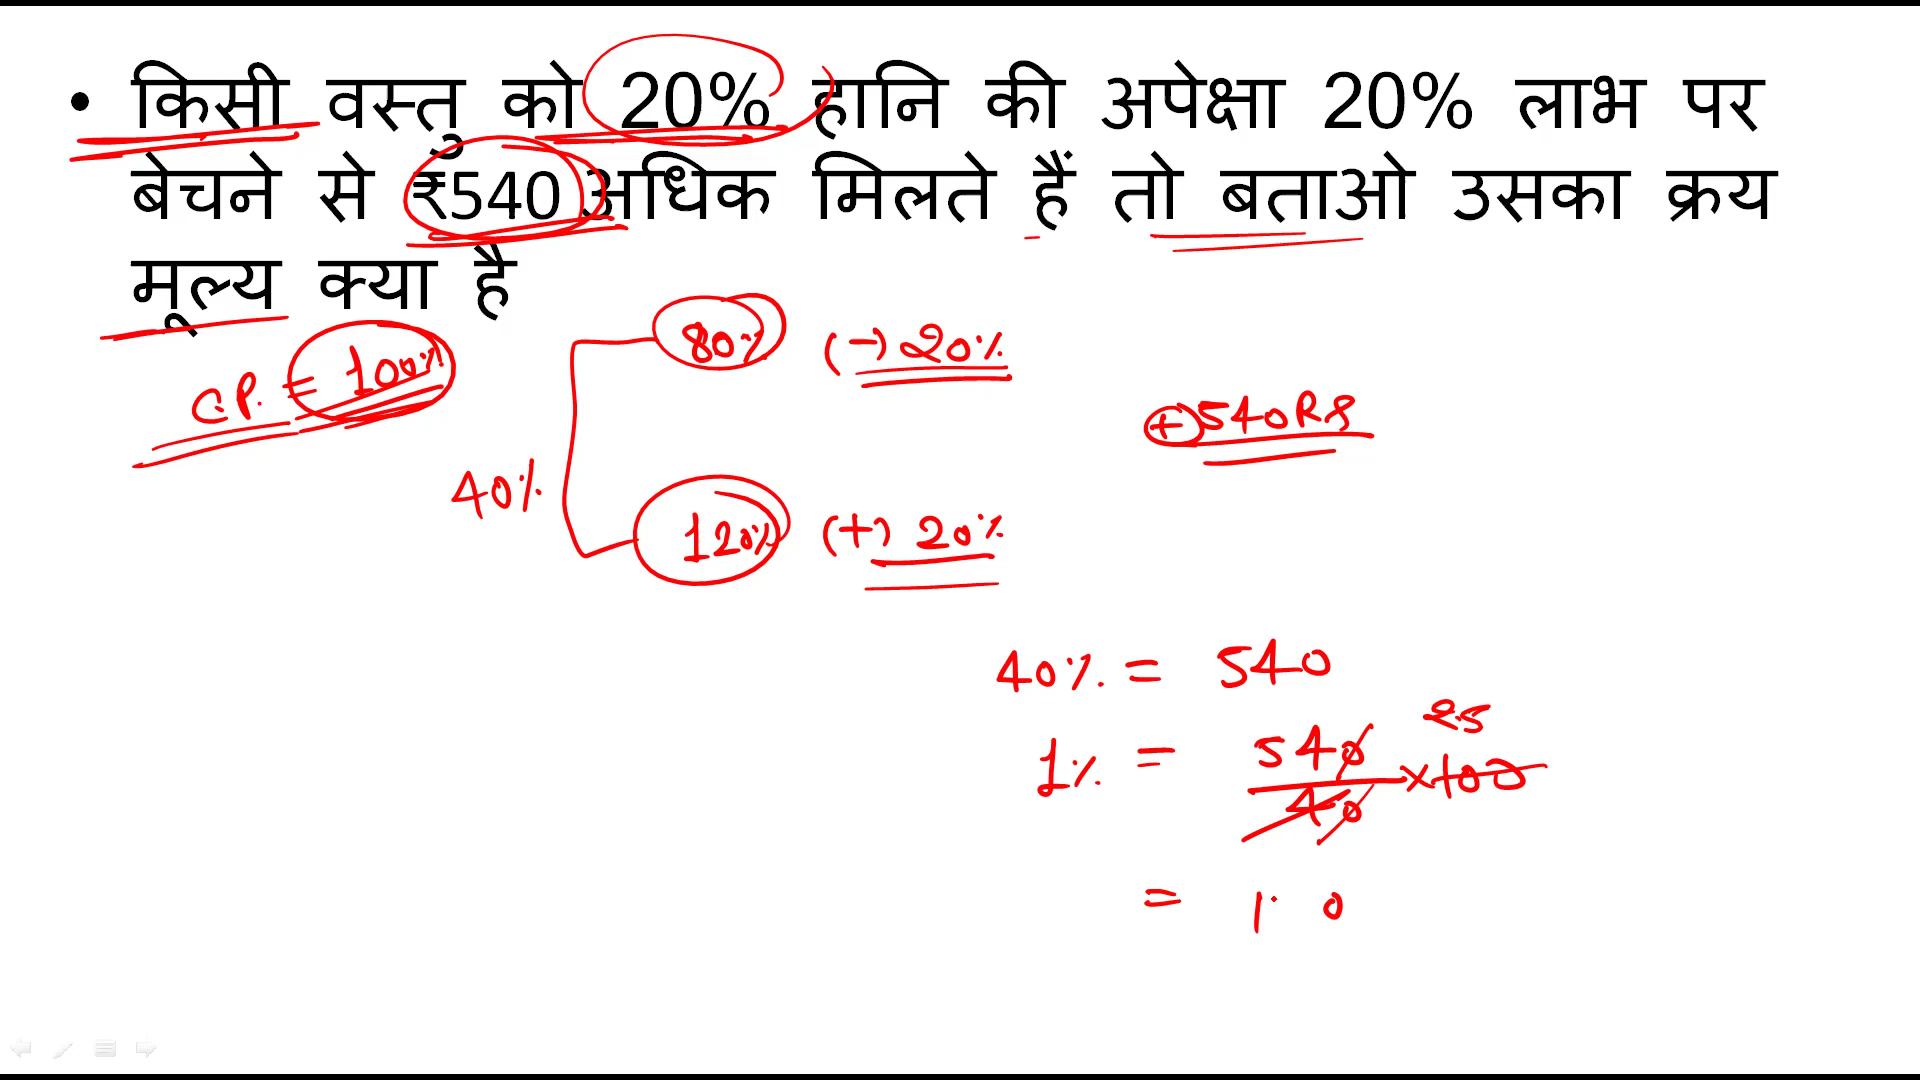 • किसी वस्तु को 20% हानि की अपेक्षा 20% लाभ पर
बेचने से ₹540 अधिक मिलते हैं तो बताओ उसका क्रय
मूल्य क्या है
80% (-) 20%
C.P. = 100%
+540RS
40%
120% (+) 20%
40% = 540
25
1% = 540 ×100
40
= 1 0